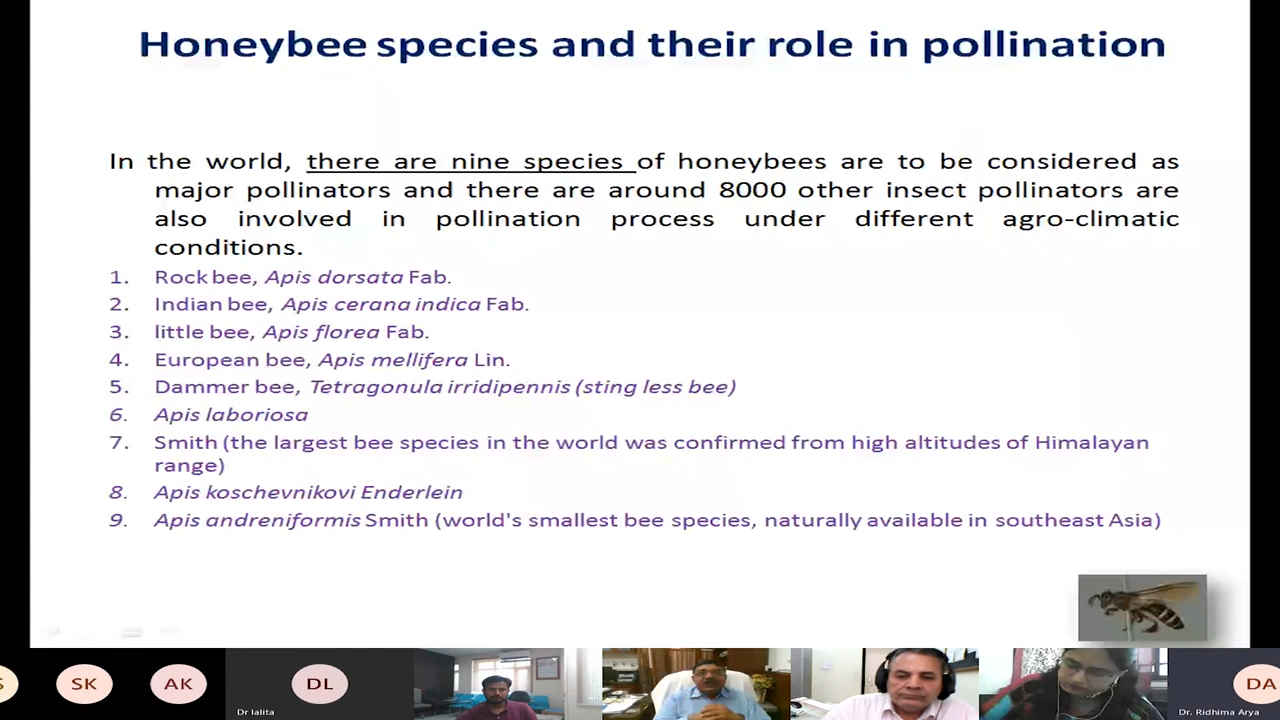 Honeybee species and their role in pollination
In the world, there are nine species of honeybees are to be considered as
major pollinators and there are around 8000 other insect pollinators are
also involved in pollination process under different agro-climatic
conditions.
1. Rock bee, Apis dorsata Fab.
2. Indian bee, Apis cerana indica Fab.
3. little bee, Apis florea Fab.
4. European bee, Apis mellifera Lin.
5. Dammer bee, Tetragonula irridipennis (sting less bee)
6. Apis laboriosa
7. Smith (the largest bee species in the world was confirmed from high altitudes of Himalayan
range)
8. Apis koschevnikovi Enderlein
9. Apis andreniformis Smith (world's smallest bee species, naturally available in southeast Asia)
S SK AK DL DA
Dr lalita Dr. Ridhima Arya